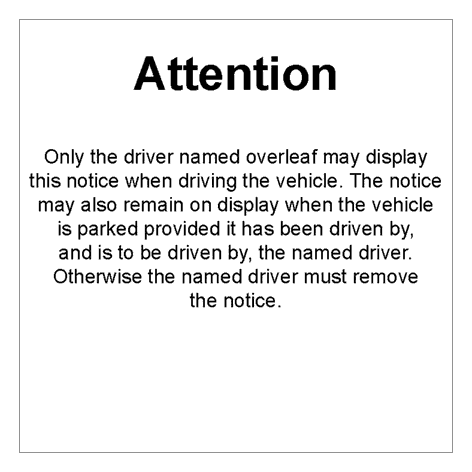 Attention
Only the driver named overleaf may display
this notice when driving the vehicle. The notice
may also remain on display when the vehicle
is parked provided it has been driven by,
and is to be driven by, the named driver.
Otherwise the named driver must remove
the notice.